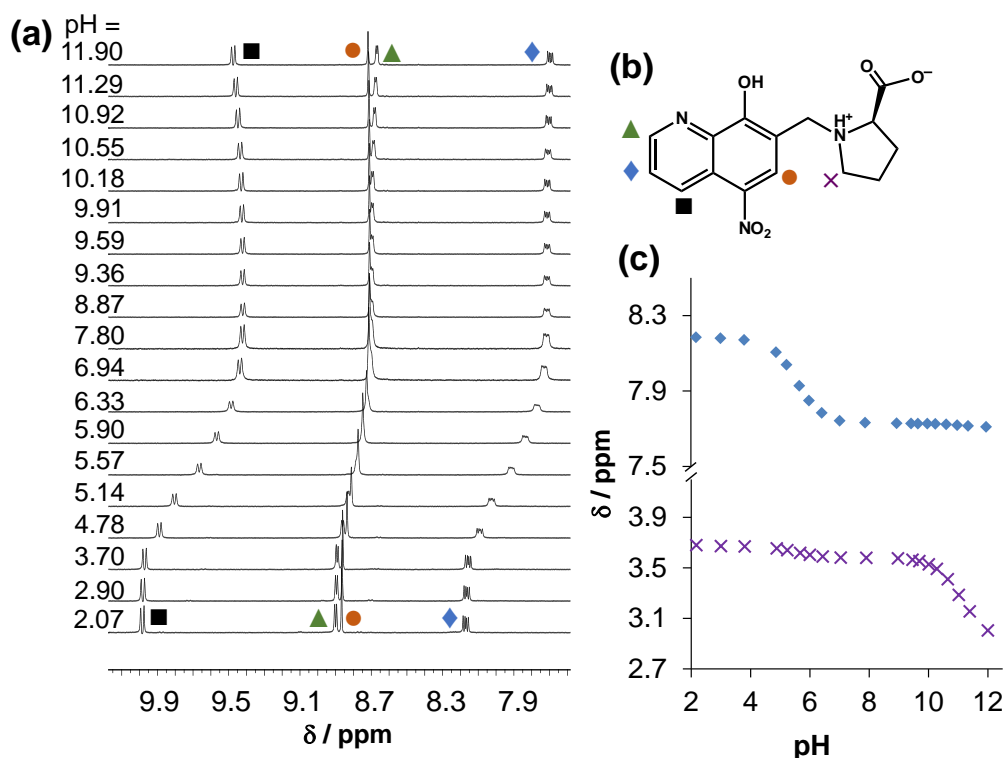 (a)
pH =
11.90
11.29
10.92
10.55
10.18
9.91
9.59
9.36
8.87
7.80
6.94
6.33
5.90
5.57
5.14
4.78
3.70
2.90
2.07
9.9 9.5 9.1 8.7 8.3 7.9
δ / ppm
(b)
O
O⁻
OH
H⁺
N
N
NO₂
(c)
8.3
7.9
7.5
3.9
3.5
3.1
2.7
δ / ppm
2 4 6 8 10 12
pH